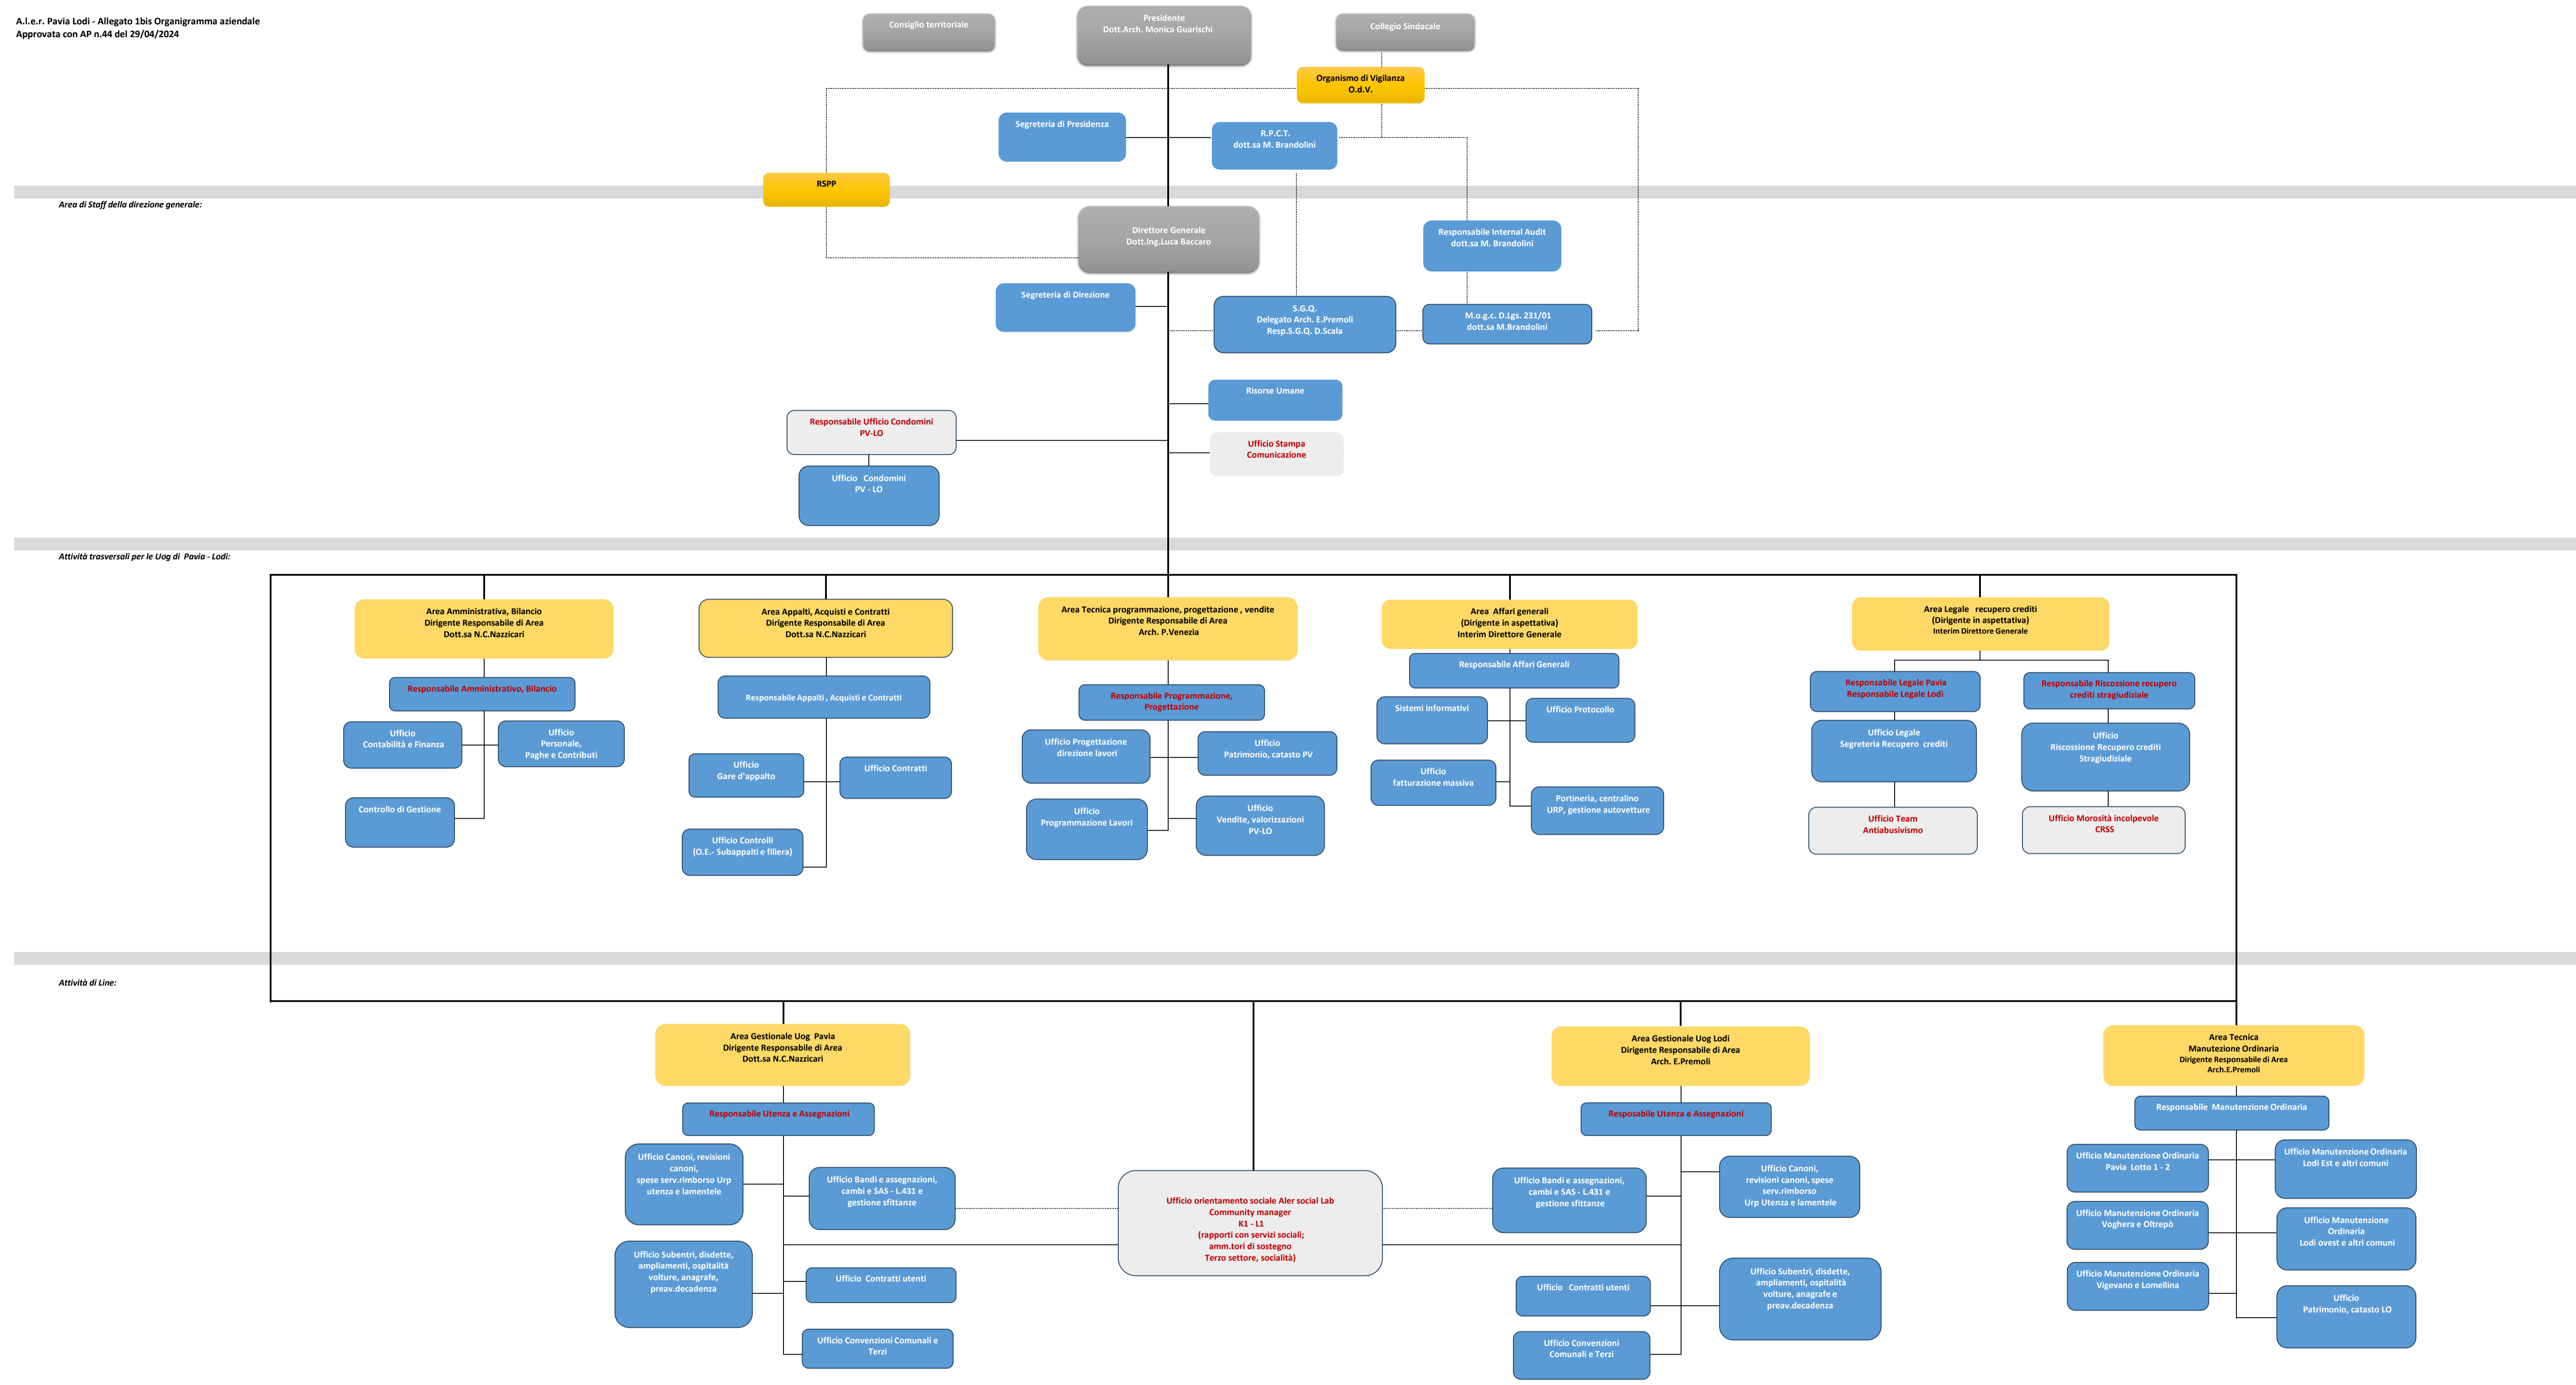 A.l.e.r. Pavia Lodi - Allegato 1bis Organigramma aziendale
Approvata con AP n.44 del 29/04/2024
Consiglio territoriale
Presidente
Dott.Arch. Monica Guarischi
Collegio Sindacale
Organismo di Vigilanza
O.d.V.
Segreteria di Presidenza
R.P.C.T.
dott.sa M. Brandolini
RSPP
Area di Staff della direzione generale:
Direttore Generale
Dott.Ing.Luca Baccaro
Responsabile Internal Audit
dott.sa M. Brandolini
Segreteria di Direzione
S.G.Q.
Delegato Arch. E.Premoli
Resp.S.G.Q. D.Scala
M.o.g.c. D.Lgs. 231/01
dott.sa M.Brandolini
Risorse Umane
Responsabile Ufficio Condomini
PV-LO
Ufficio Stampa
Comunicazione
Ufficio Condomini
PV - LO
Attività trasversali per le Uog di Pavia - Lodi:
Area Amministrativa, Bilancio
Dirigente Responsabile di Area
Dott.sa N.C.Nazzicari
Area Appalti, Acquisti e Contratti
Dirigente Responsabile di Area
Dott.sa N.C.Nazzicari
Area Tecnica programmazione, progettazione , vendite
Dirigente Responsabile di Area
Arch. P.Venezia
Area Affari generali
(Dirigente in aspettativa)
Interim Direttore Generale
Area Legale recupero crediti
(Dirigente in aspettativa)
Interim Direttore Generale
Responsabile Amministrativo, Bilancio
Responsabile Appalti , Acquisti e Contratti
Responsabile Programmazione,
Progettazione
Responsabile Affari Generali
Responsabile Legale Pavia
Responsabile Legale Lodi
Responsabile Riscossione recupero
crediti stragiudiziale
Ufficio
Contabilità e Finanza
Ufficio
Personale,
Paghe e Contributi
Controllo di Gestione
Ufficio
Gare d'appalto
Ufficio Contratti
Ufficio Controlli
(O.E.- Subappalti e filiera)
Ufficio Progettazione
direzione lavori
Ufficio
Patrimonio, catasto PV
Ufficio
Programmazione Lavori
Ufficio
Vendite, valorizzazioni
PV-LO
Sistemi informativi
Ufficio Protocollo
Ufficio
fatturazione massiva
Portineria, centralino
URP, gestione autovetture
Ufficio Legale
Segreteria Recupero crediti
Ufficio
Riscossione Recupero crediti
Stragiudiziale
Ufficio Team
Antiabusivismo
Ufficio Morosità incolpevole
CRSS
Attività di Line:
Area Gestionale Uog Pavia
Dirigente Responsabile di Area
Dott.sa N.C.Nazzicari
Area Gestionale Uog Lodi
Dirigente Responsabile di Area
Arch. E.Premoli
Area Tecnica
Manutezione Ordinaria
Dirigente Responsabile di Area
Arch.E.Premoli
Responsabile Utenza e Assegnazioni
Resposabile Utenza e Assegnazioni
Responsabile Manutenzione Ordinaria
Ufficio Canoni, revisioni
canoni,
spese serv.rimborso Urp
utenza e lamentele
Ufficio Bandi e assegnazioni,
cambi e SAS - L.431 e
gestione sfittanze
Ufficio Subentri, disdette,
ampliamenti, ospitalità
volture, anagrafe,
preav.decadenza
Ufficio Contratti utenti
Ufficio Convenzioni Comunali e
Terzi
Ufficio orientamento sociale Aler social Lab
Community manager
K1 - L1
(rapporti con servizi sociali;
amm.tori di sostegno
Terzo settore, socialità)
Ufficio Bandi e assegnazioni,
cambi e SAS - L.431 e
gestione sfittanze
Ufficio Canoni,
revisioni canoni, spese
serv.rimborso
Urp Utenza e lamentele
Ufficio Contratti utenti
Ufficio Subentri, disdette,
ampliamenti, ospitalità
volture, anagrafe e
preav.decadenza
Ufficio Convenzioni
Comunali e Terzi
Ufficio Manutenzione Ordinaria
Pavia Lotto 1 - 2
Ufficio Manutenzione Ordinaria
Lodi Est e altri comuni
Ufficio Manutenzione Ordinaria
Voghera e Oltrepò
Ufficio Manutenzione
Ordinaria
Lodi ovest e altri comuni
Ufficio Manutenzione Ordinaria
Vigevano e Lomellina
Ufficio
Patrimonio, catasto LO